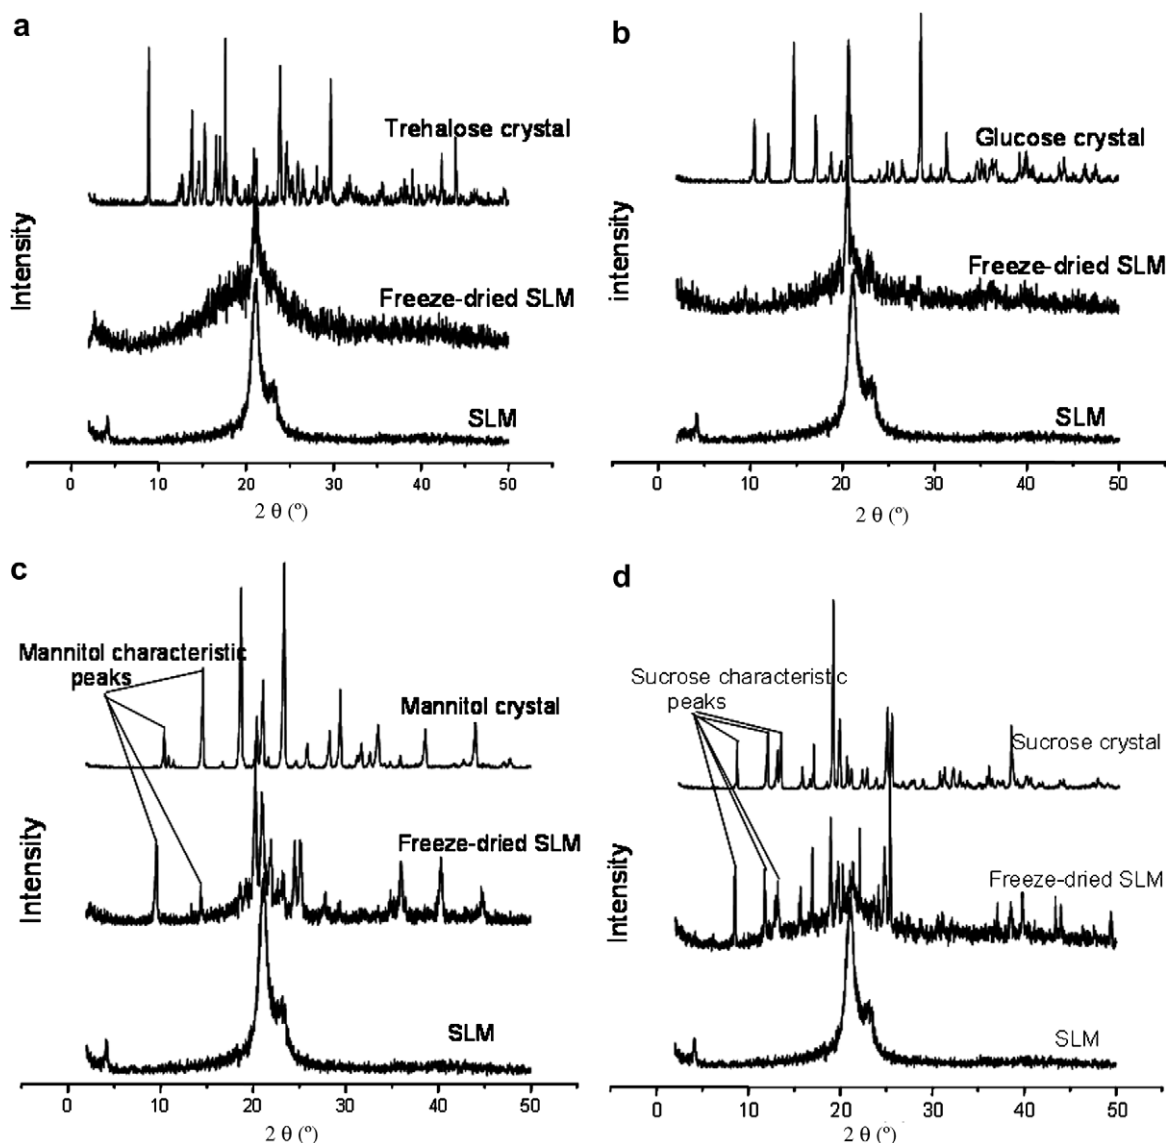 a
Trehalose crystal
Freeze-dried SLM
SLM
Intensity
0 10 20 30 40 50
2 θ (º)
b
Glucose crystal
Freeze-dried SLM
SLM
intensity
0 10 20 30 40 50
2 θ (º)
c
Mannitol characteristic
peaks
Mannitol crystal
Freeze-dried SLM
SLM
Intensity
0 10 20 30 40 50
2 θ (º)
d
Sucrose characteristic
peaks
Sucrose crystal
Freeze-dried SLM
SLM
Intensity
0 10 20 30 40 50
2 θ (º)